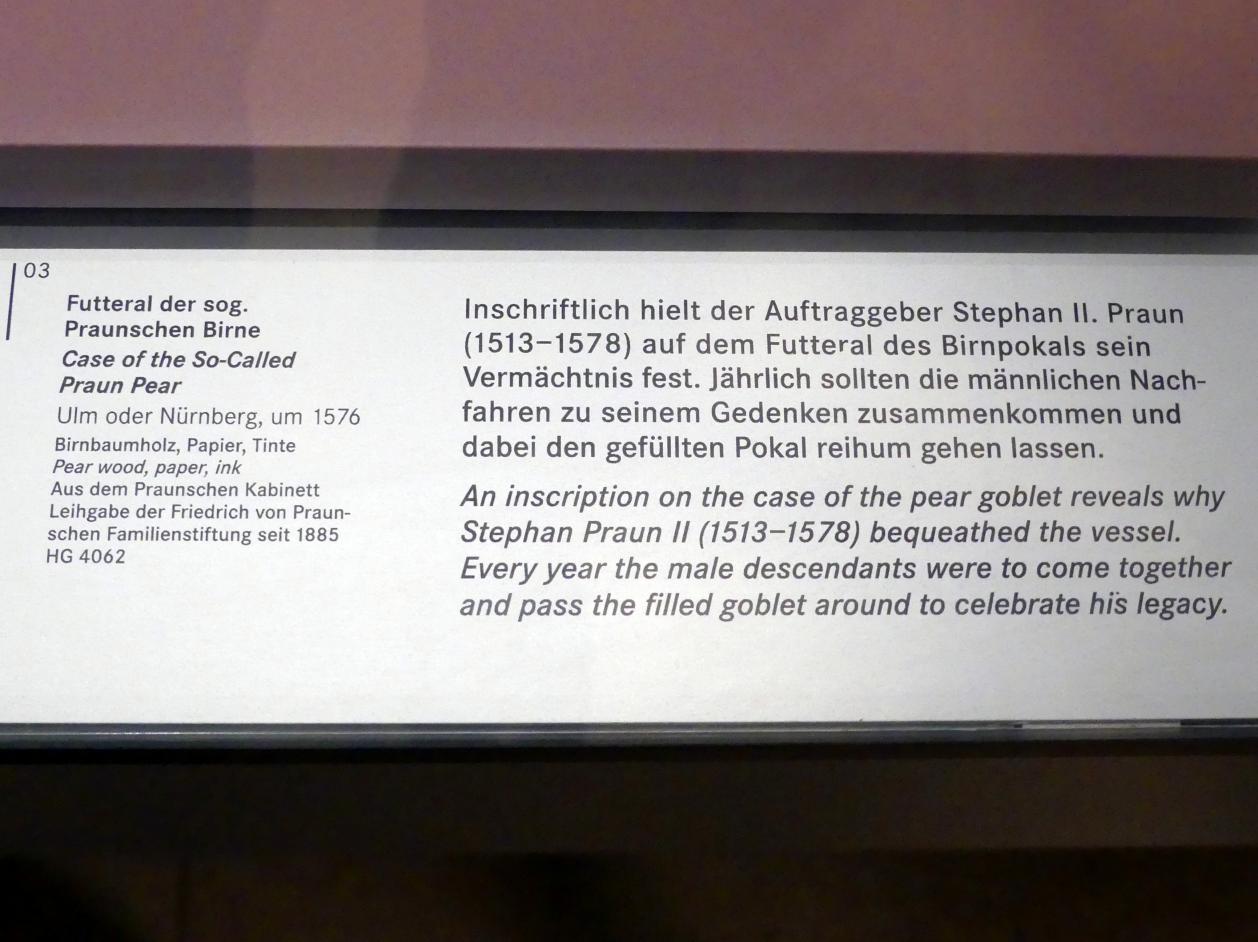 03
Futteral der sog.
Praunschen Birne
Case of the So-Called
Praun Pear
Ulm oder Nürnberg, um 1576
Birnbaumholz, Papier, Tinte
Pear wood, paper, ink
Aus dem Praunschen Kabinett
Leihgabe der Friedrich von Praun-
schen Familienstiftung seit 1885
HG 4062
Inschriftlich hielt der Auftraggeber Stephan II. Praun
(1513–1578) auf dem Futteral des Birnpokals sein
Vermächtnis fest. Jährlich sollten die männlichen Nach-
fahren zu seinem Gedenken zusammenkommen und
dabei den gefüllten Pokal reihum gehen lassen.
An inscription on the case of the pear goblet reveals why
Stephan Praun II (1513–1578) bequeathed the vessel.
Every year the male descendants were to come together
and pass the filled goblet around to celebrate his legacy.